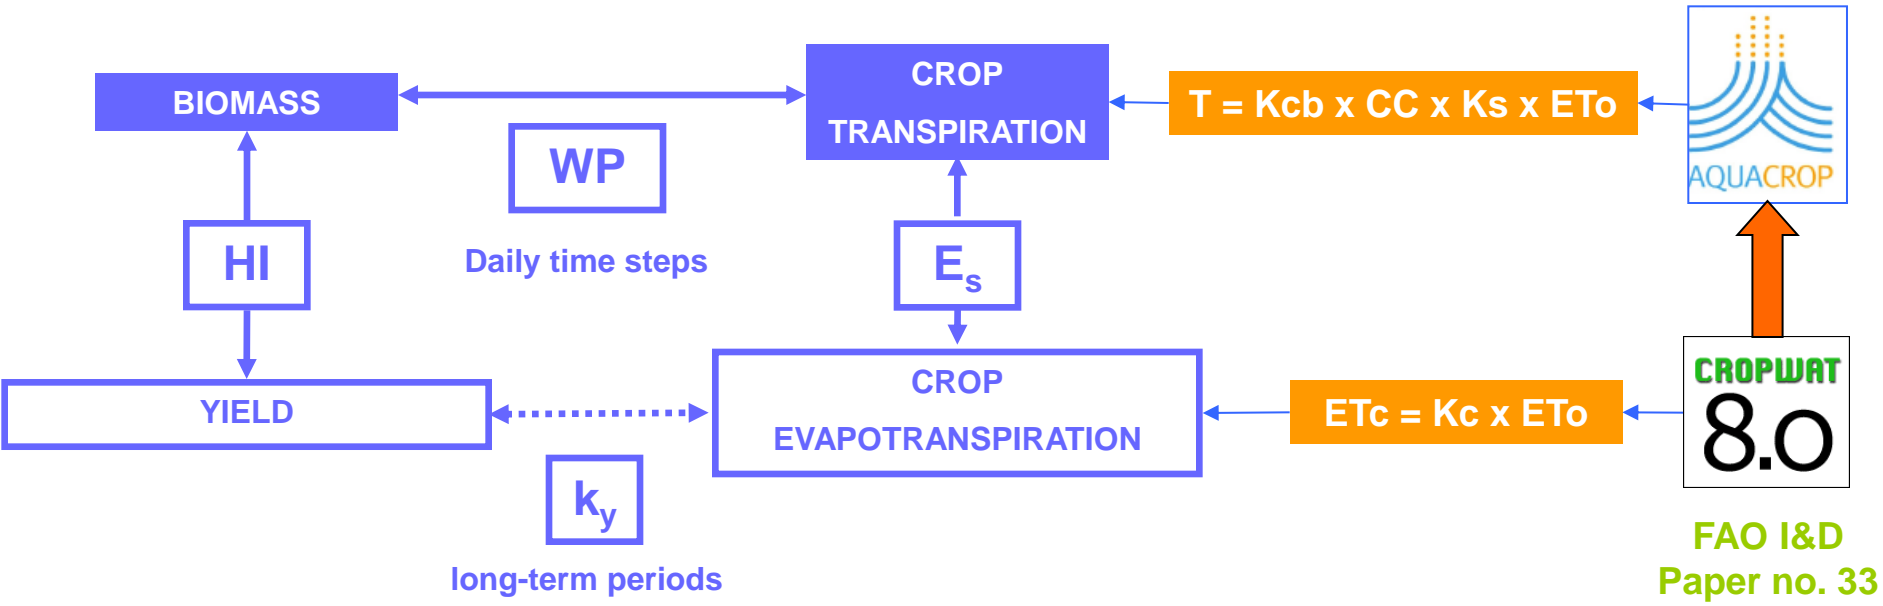 BIOMASS
CROP
TRANSPIRATION
T = Kcb x CC x Ks x ETo
AQUACROP
WP
Daily time steps
HI
Es
YIELD
CROP
EVAPOTRANSPIRATION
ETc = Kc x ETo
CROPWAT
8.0
ky
long-term periods
FAO I&D
Paper no. 33